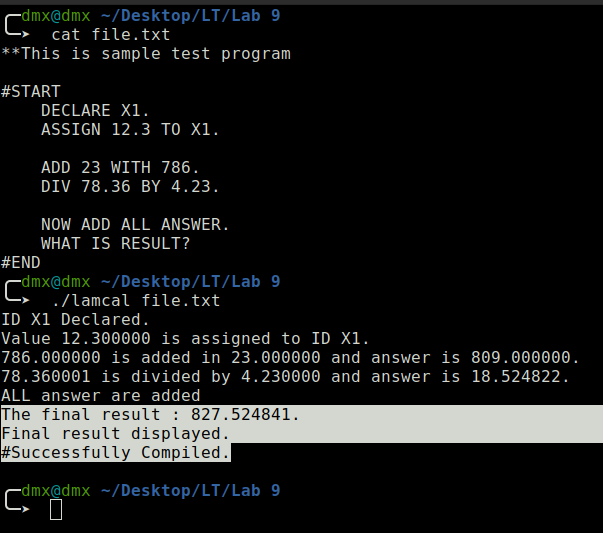 dmx@dmx ~/Desktop/LT/Lab 9
➤ cat file.txt
**This is sample test program
#START
    DECLARE X1.
    ASSIGN 12.3 TO X1.
    ADD 23 WITH 786.
    DIV 78.36 BY 4.23.
    NOW ADD ALL ANSWER.
    WHAT IS RESULT?
#END
dmx@dmx ~/Desktop/LT/Lab 9
➤ ./lamcal file.txt
ID X1 Declared.
Value 12.300000 is assigned to ID X1.
786.000000 is added in 23.000000 and answer is 809.000000.
78.360001 is divided by 4.230000 and answer is 18.524822.
ALL answer are added
The final result : 827.524841.
Final result displayed.
#Successfully Compiled.
dmx@dmx ~/Desktop/LT/Lab 9
➤